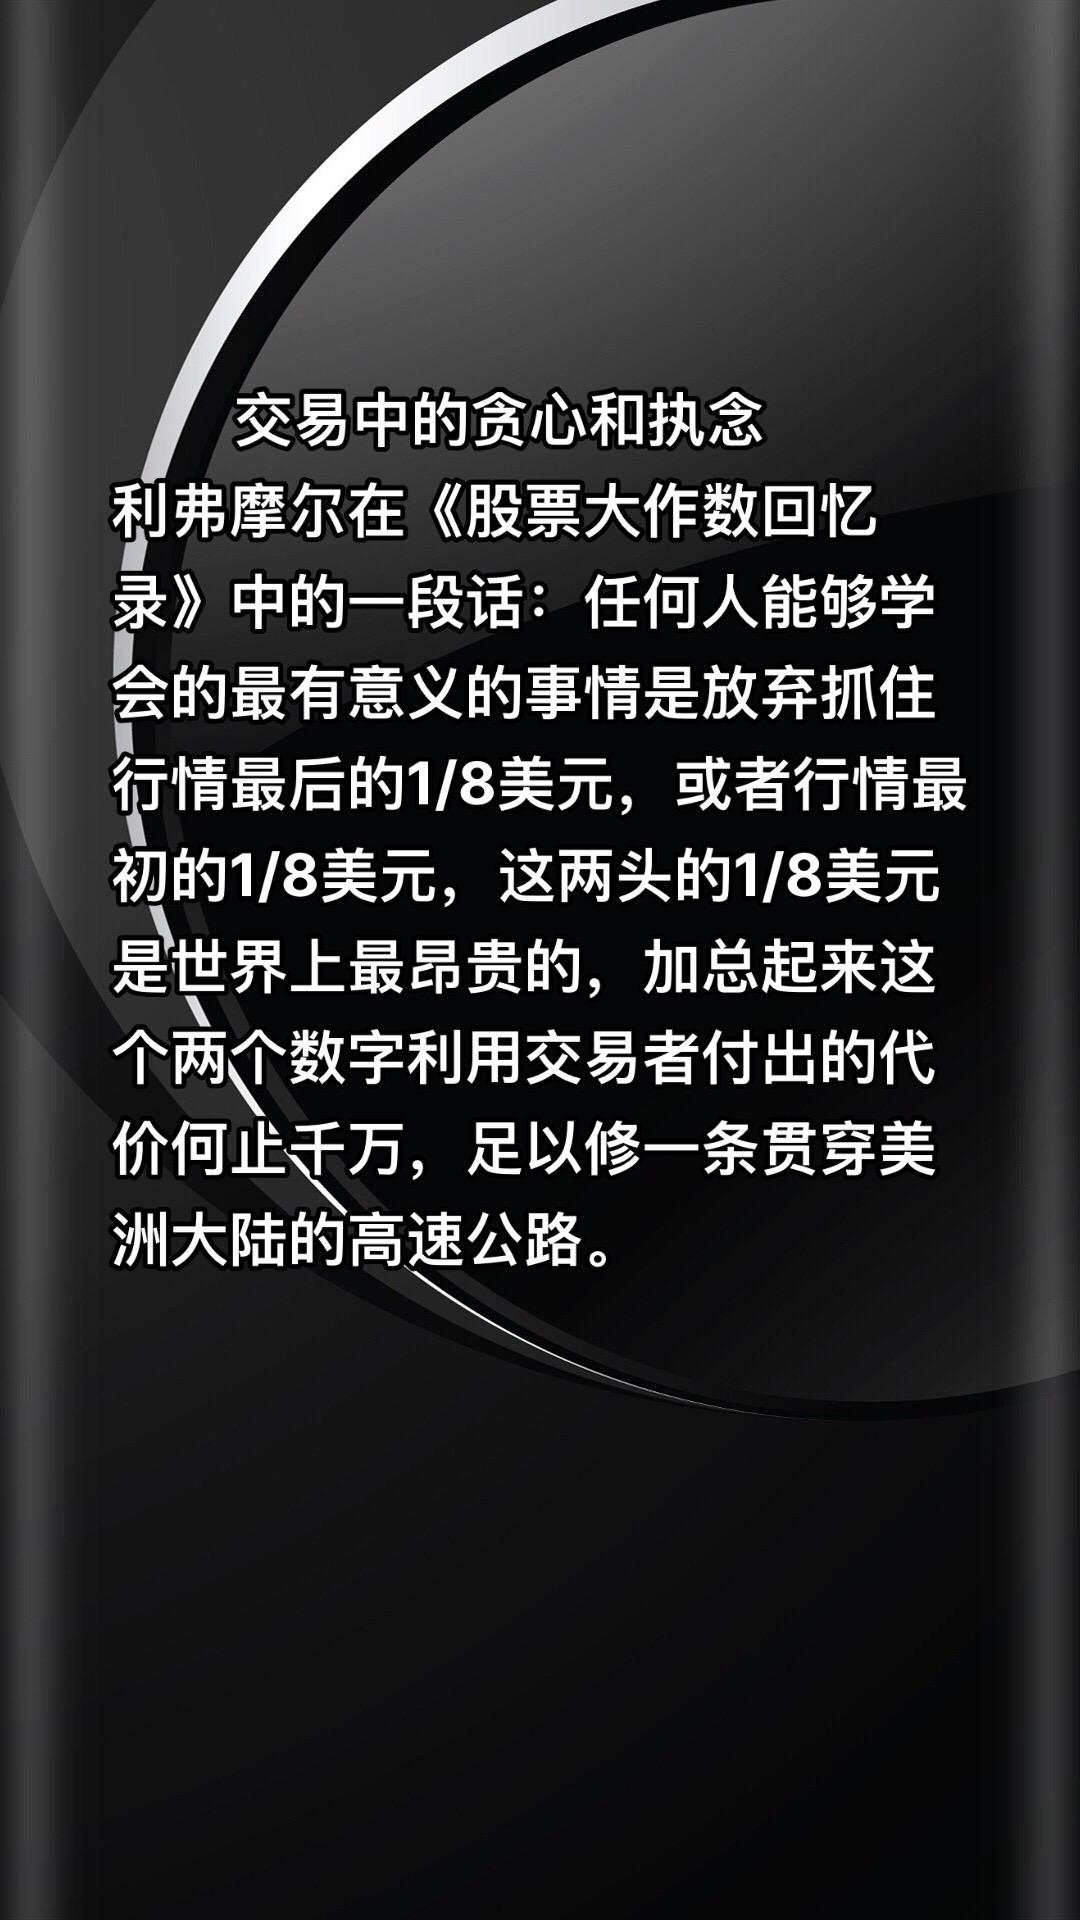 交易中的贪心和执念
利弗摩尔在《股票大作数回忆
录》中的一段话：任何人能够学
会的最有意义的事情是放弃抓住
行情最后的1/8美元，或者行情最
初的1/8美元，这两头的1/8美元
是世界上最昂贵的，加总起来这
个两个数字利用交易者付出的代
价何止千万，足以修一条贯穿美
洲大陆的高速公路。